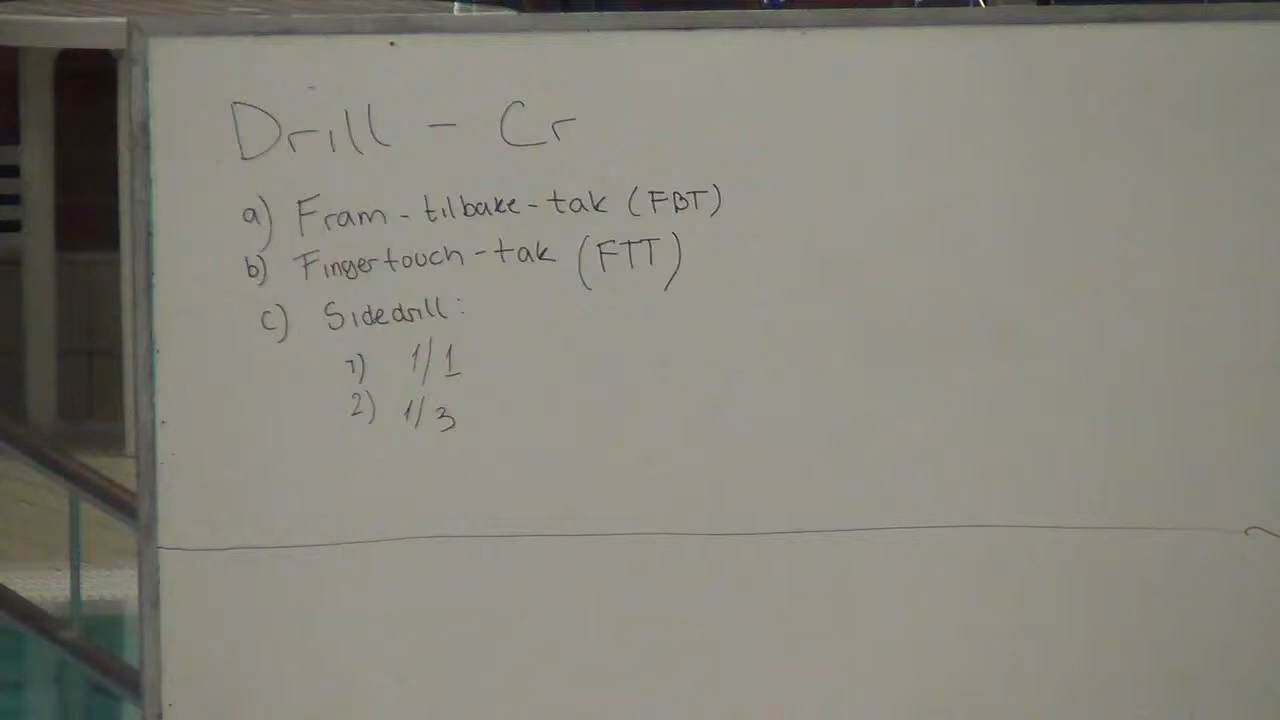 Drill - Cr
a) Fram-tilbake-tak (FBT)
b) Fingertouch-tak (FTT)
c) Sidedrill:
1) 1/1
2) 1/3